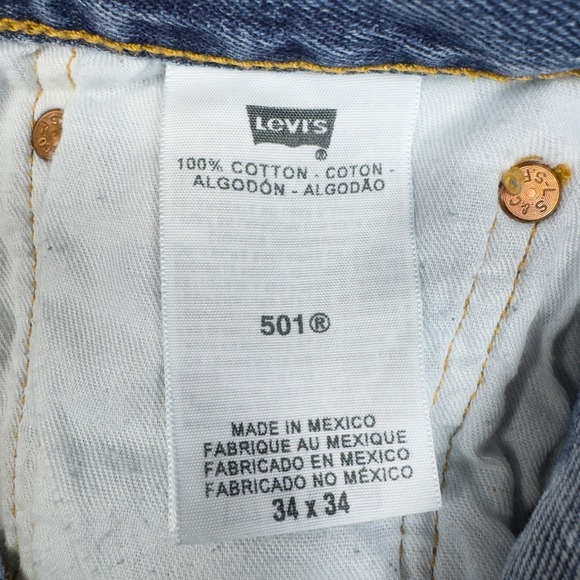 LEVI'S
®
100% COTTON - COTON -
ALGODÓN - ALGODÃO
501®
MADE IN MEXICO
FABRIQUE AU MEXIQUE
FABRICADO EN MEXICO
FABRICADO NO MÉXICO
34 x 34
S. & CO
L.S.